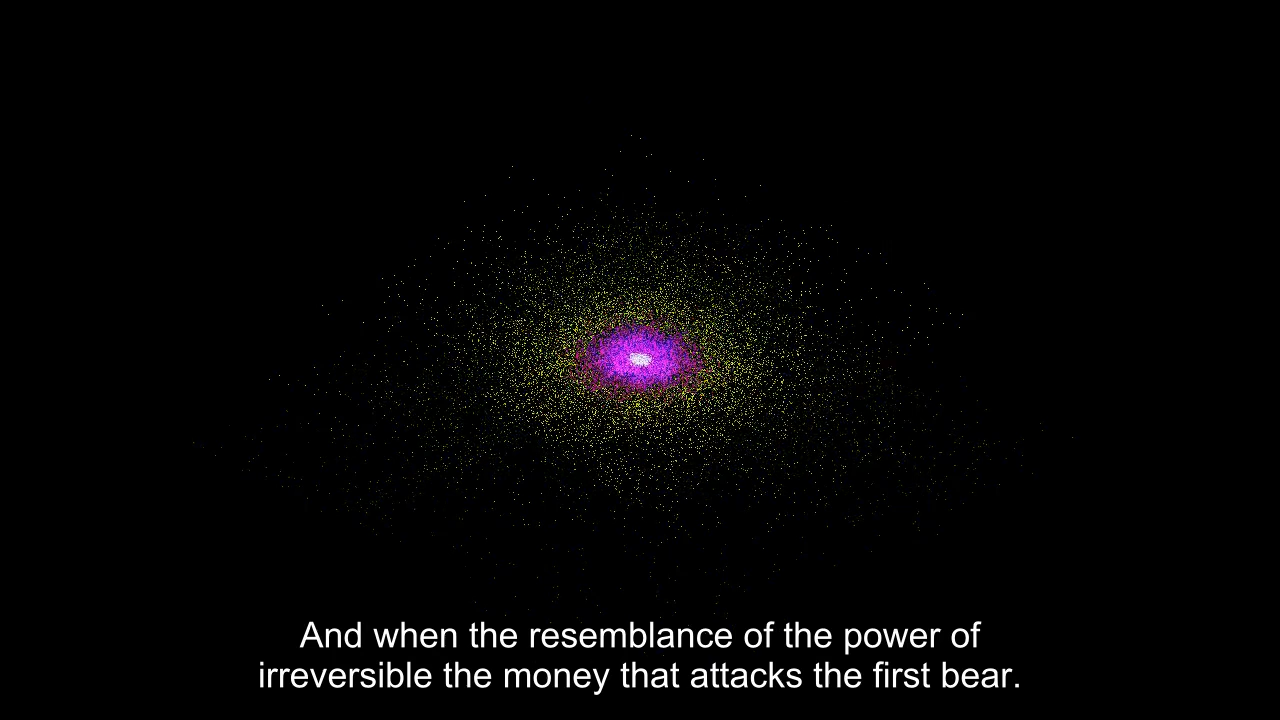 And when the resemblance of the power of
irreversible the money that attacks the first bear.